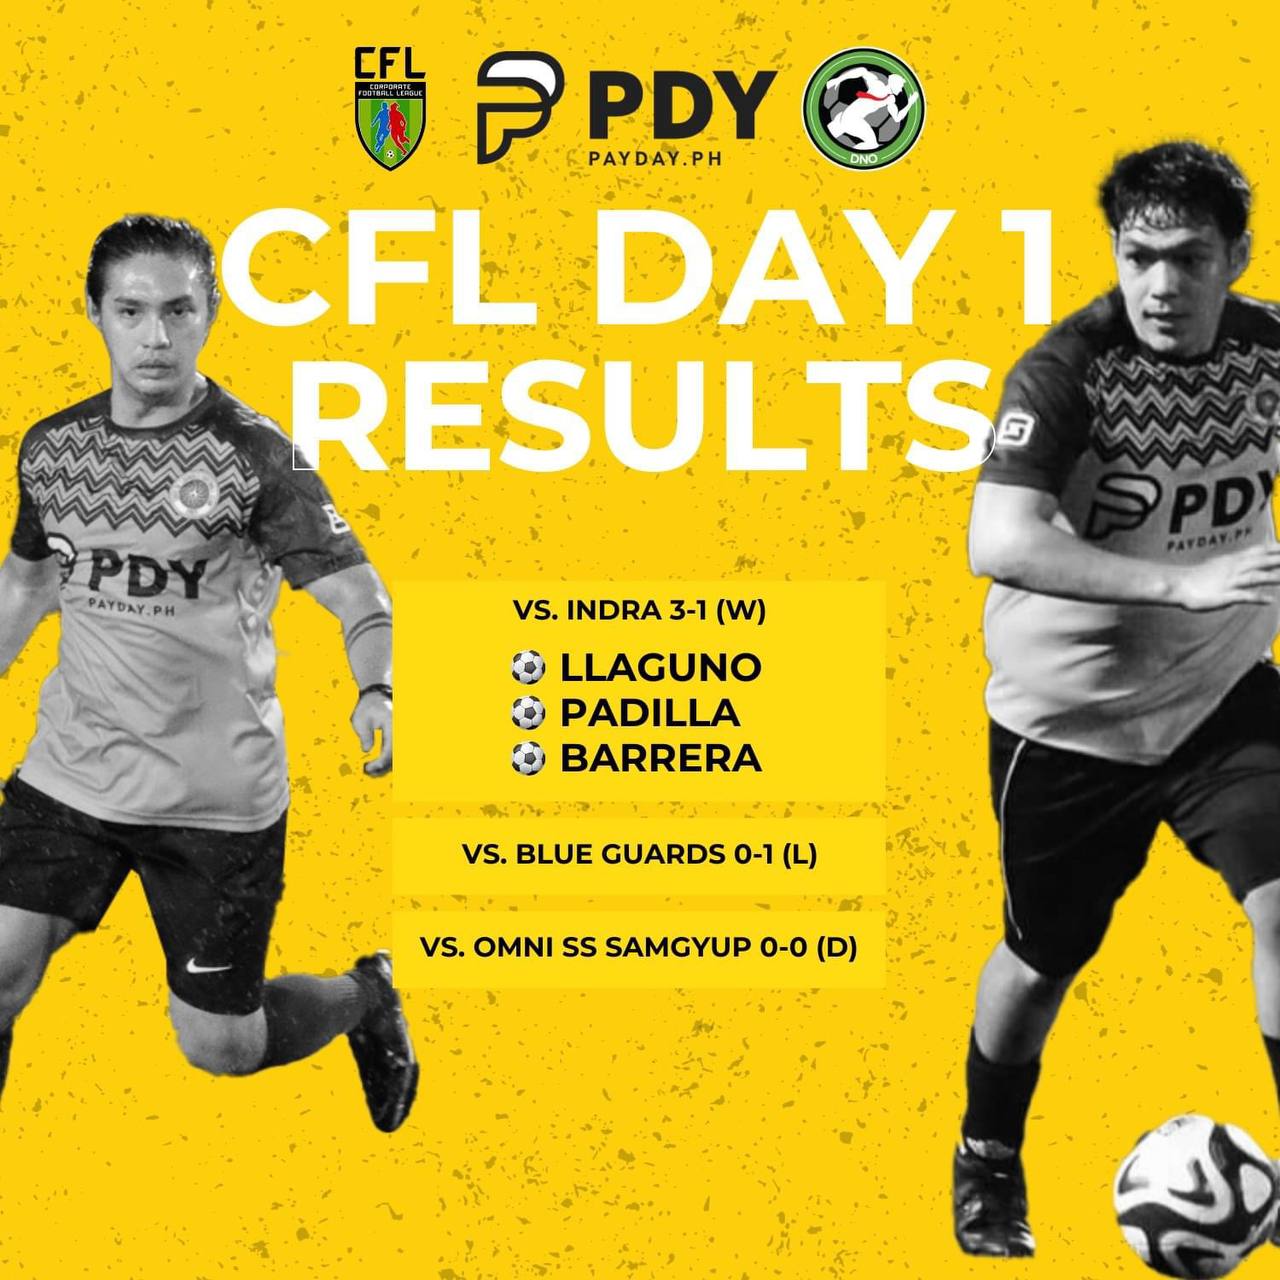 CFL
CORPORATE
FOOTBALL LEAGUE
PDY
PAYDAY.PH
DNO
CFL DAY 1
RESULTS
PDY
PAYDAY.PH
PDY
PAYDAY.PH
VS. INDRA 3-1 (W)
LLAGUNO
PADILLA
BARRERA
VS. BLUE GUARDS 0-1 (L)
VS. OMNI SS SAMGYUP 0-0 (D)